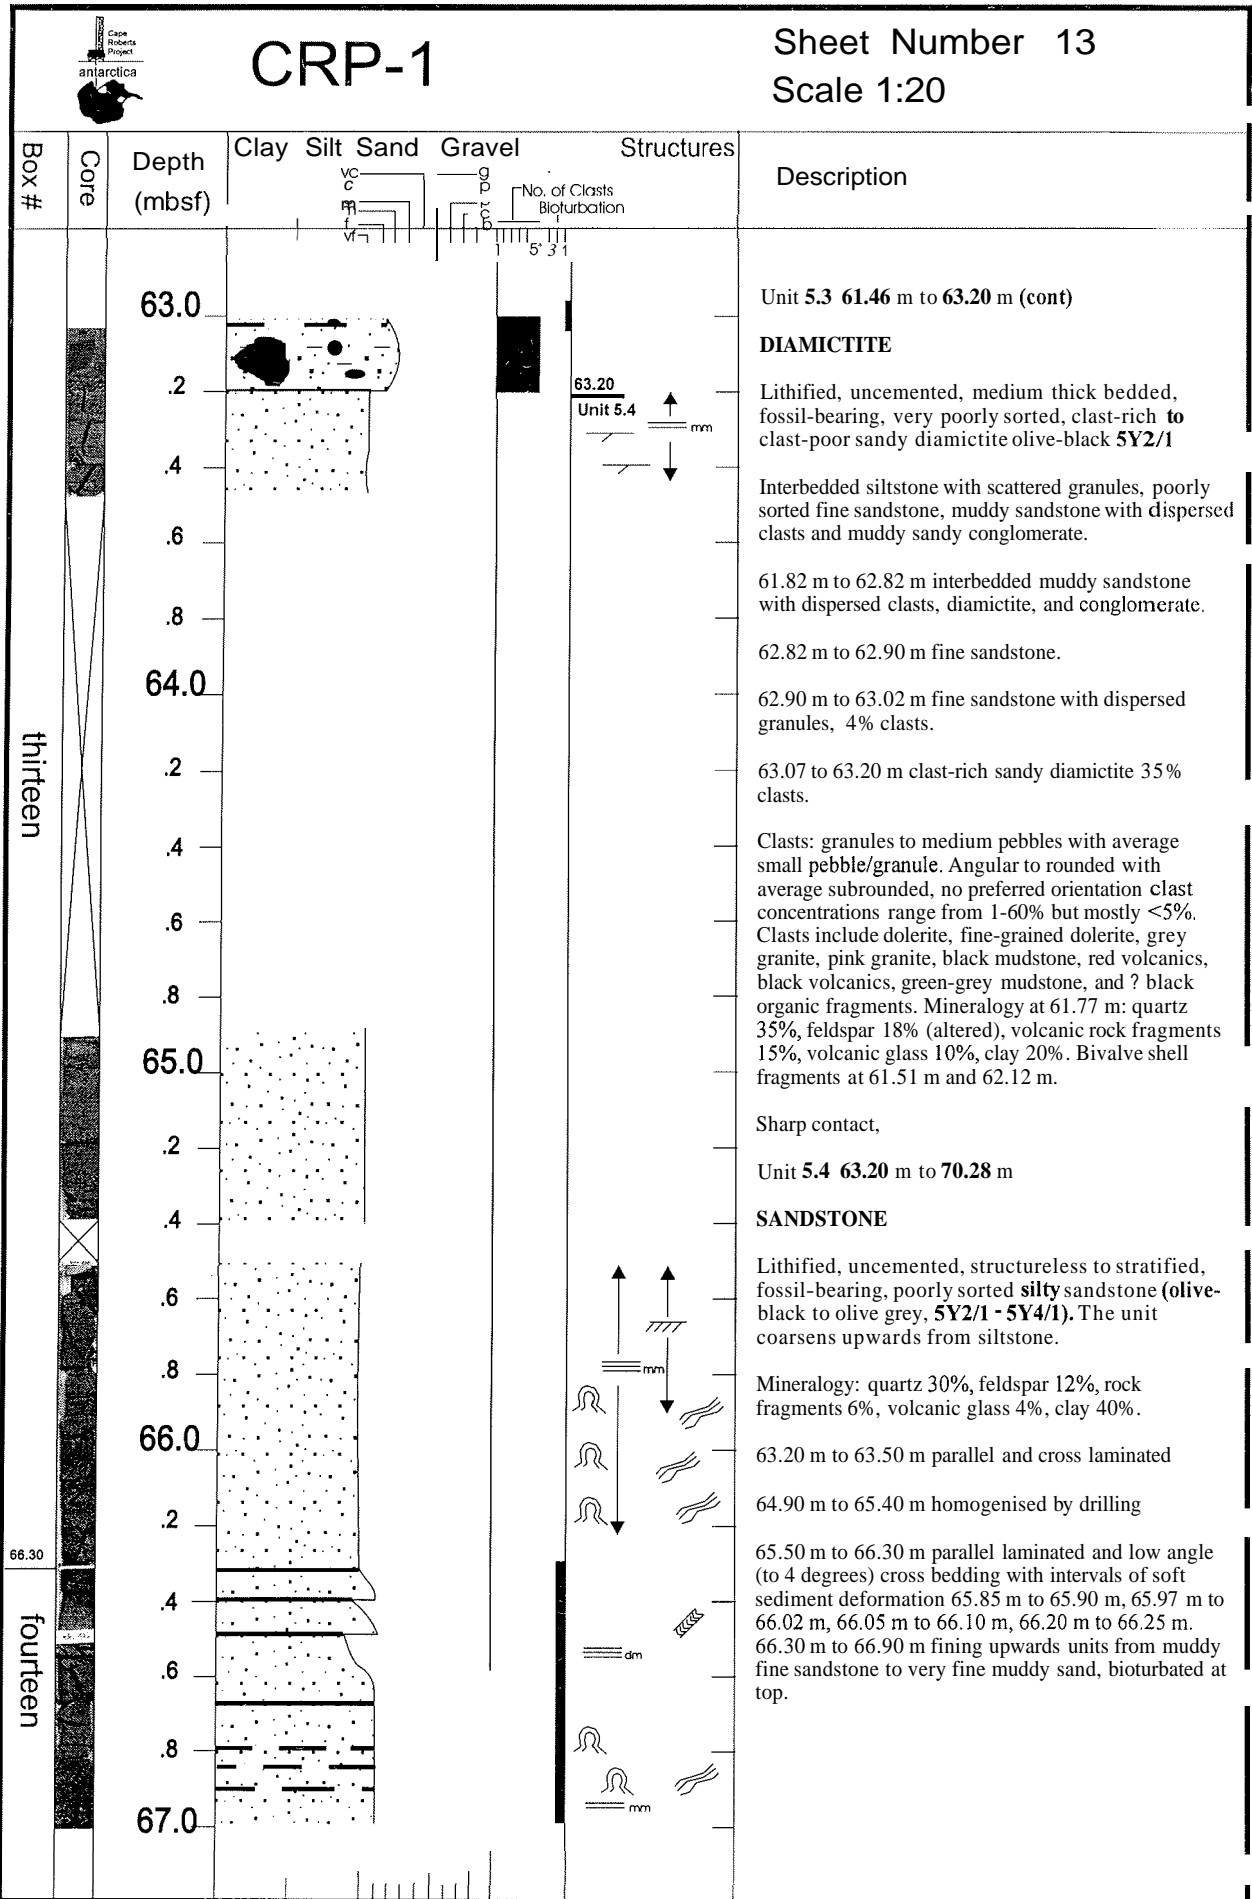 Cape
Roberts
Project
antarctica
CRP-1
Sheet Number 13
Scale 1:20
Box #
Core
Depth
(mbsf)
Clay Silt Sand Gravel
Structures
Description
vc
c
m
f
vf
g
p
c
b
No. of Clasts
Bioturbation
1 5+ 3 1
63.0
.2
.4
.6
.8
64.0
.2
.4
.6
.8
65.0
.2
.4
.6
.8
66.0
.2
.4
.6
.8
67.0
thirteen
66.30
fourteen
63.20
Unit 5.4
mm
mm
dm
mm
Unit 5.3 61.46 m to 63.20 m (cont)
DIAMICTITE
Lithified, uncemented, medium thick bedded,
fossil-bearing, very poorly sorted, clast-rich to
clast-poor sandy diamictite olive-black 5Y2/1
Interbedded siltstone with scattered granules, poorly
sorted fine sandstone, muddy sandstone with dispersed
clasts and muddy sandy conglomerate.
61.82 m to 62.82 m interbedded muddy sandstone
with dispersed clasts, diamictite, and conglomerate.
62.82 m to 62.90 m fine sandstone.
62.90 m to 63.02 m fine sandstone with dispersed
granules, 4% clasts.
63.07 to 63.20 m clast-rich sandy diamictite 35%
clasts.
Clasts: granules to medium pebbles with average
small pebble/granule. Angular to rounded with
average subrounded, no preferred orientation clast
concentrations range from 1-60% but mostly <5%.
Clasts include dolerite, fine-grained dolerite, grey
granite, pink granite, black mudstone, red volcanics,
black volcanics, green-grey mudstone, and ? black
organic fragments. Mineralogy at 61.77 m: quartz
35%, feldspar 18% (altered), volcanic rock fragments
15%, volcanic glass 10%, clay 20%. Bivalve shell
fragments at 61.51 m and 62.12 m.
Sharp contact,
Unit 5.4 63.20 m to 70.28 m
SANDSTONE
Lithified, uncemented, structureless to stratified,
fossil-bearing, poorly sorted silty sandstone (olive-
black to olive grey, 5Y2/1 - 5Y4/1). The unit
coarsens upwards from siltstone.
Mineralogy: quartz 30%, feldspar 12%, rock
fragments 6%, volcanic glass 4%, clay 40%.
63.20 m to 63.50 m parallel and cross laminated
64.90 m to 65.40 m homogenised by drilling
65.50 m to 66.30 m parallel laminated and low angle
(to 4 degrees) cross bedding with intervals of soft
sediment deformation 65.85 m to 65.90 m, 65.97 m to
66.02 m, 66.05 m to 66.10 m, 66.20 m to 66.25 m.
66.30 m to 66.90 m fining upwards units from muddy
fine sandstone to very fine muddy sand, bioturbated at
top.